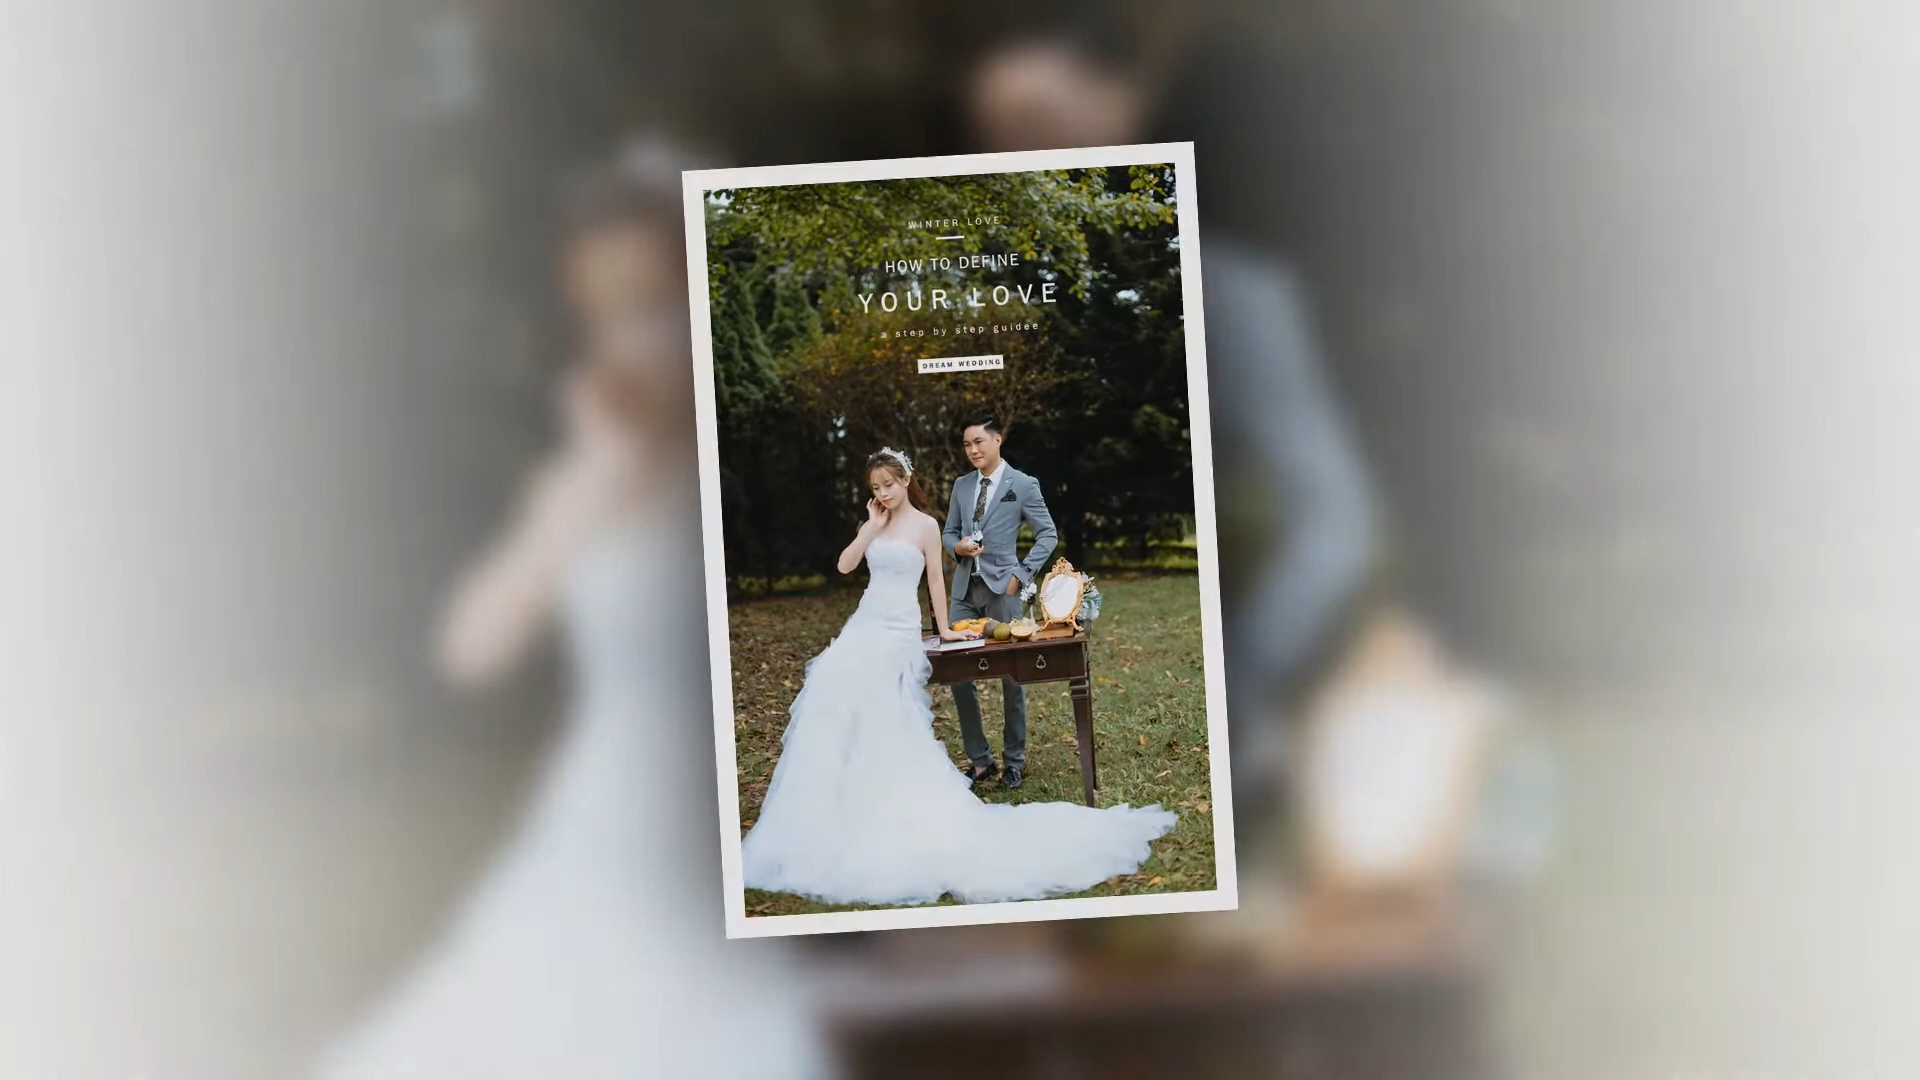 WINTER LOVE
HOW TO DEFINE
YOUR LOVE
a step by step guidee
DREAM WEDDING